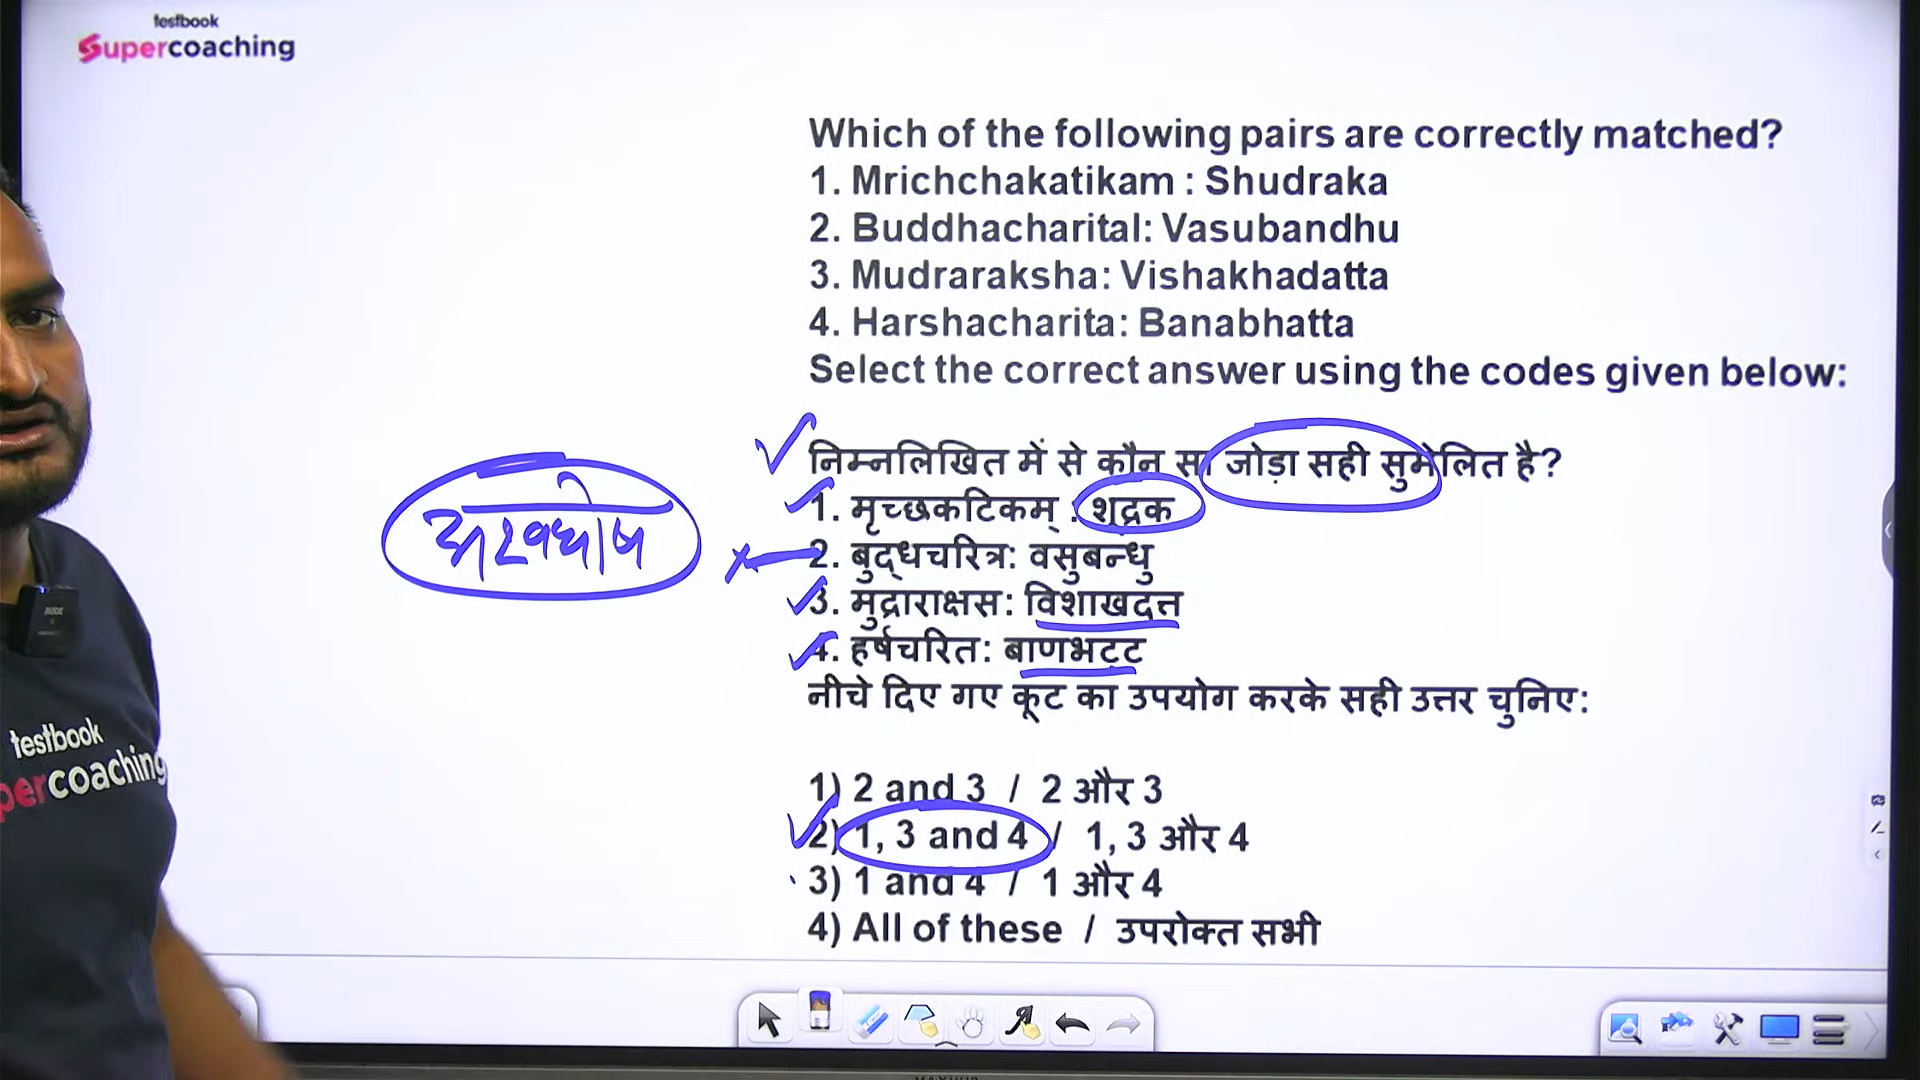 testbook
Supercoaching
Which of the following pairs are correctly matched?
1. Mrichchakatikam : Shudraka
2. Buddhacharital: Vasubandhu
3. Mudraraksha: Vishakhadatta
4. Harshacharita: Banabhatta
Select the correct answer using the codes given below:
निम्नलिखित में से कौन सा जोड़ा सही सुमेलित है?
1. मृच्छकटिकम् : शूद्रक
अश्वघोष
2. बुद्धचरित्र: वसुबन्धु
3. मुद्राराक्षस: विशाखदत्त
4. हर्षचरित: बाणभट्ट
नीचे दिए गए कूट का उपयोग करके सही उत्तर चुनिए:
testbook
percoaching
1) 2 and 3 / 2 और 3
2) 1, 3 and 4 / 1, 3 और 4
3) 1 and 4 / 1 और 4
4) All of these / उपरोक्त सभी